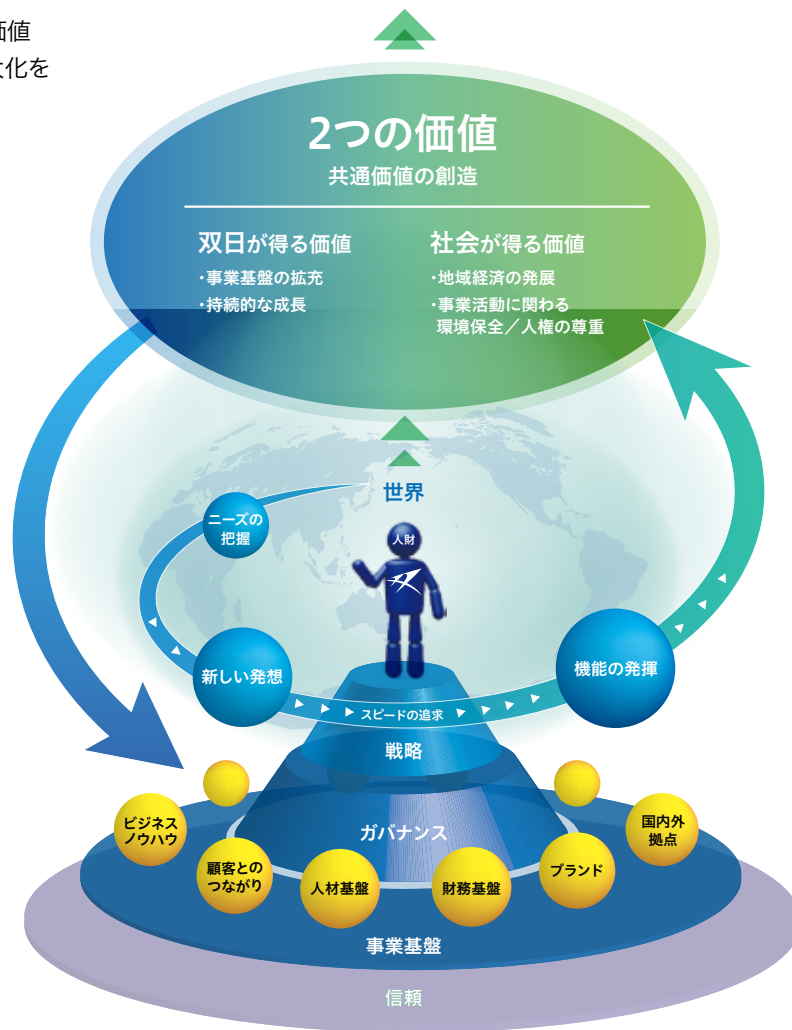 価値
大化を
2つの価値
共通価値の創造
双日が得る価値
・事業基盤の拡充
・持続的な成長
社会が得る価値
・地域経済の発展
・事業活動に関わる
環境保全／人権の尊重
世界
ニーズの
把握
人財
新しい発想
機能の発揮
スピードの追求
戦略
ガバナンス
ビジネス
ノウハウ
国内外
拠点
顧客との
つながり
人材基盤
財務基盤
ブランド
事業基盤
信頼